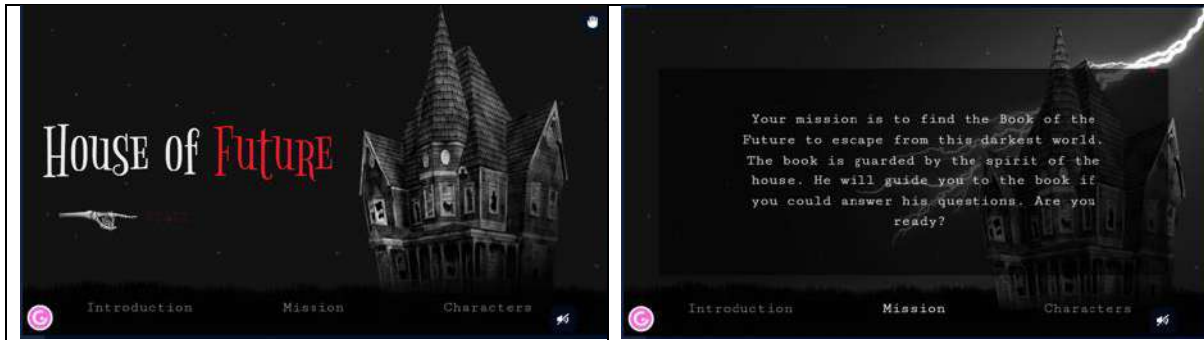 House of Future
START
Introduction Mission Characters
Your mission is to find the Book of the
Future to escape from this darkest world.
The book is guarded by the spirit of the
house. He will guide you to the book if
you could answer his questions. Are you
ready?
Introduction Mission Characters